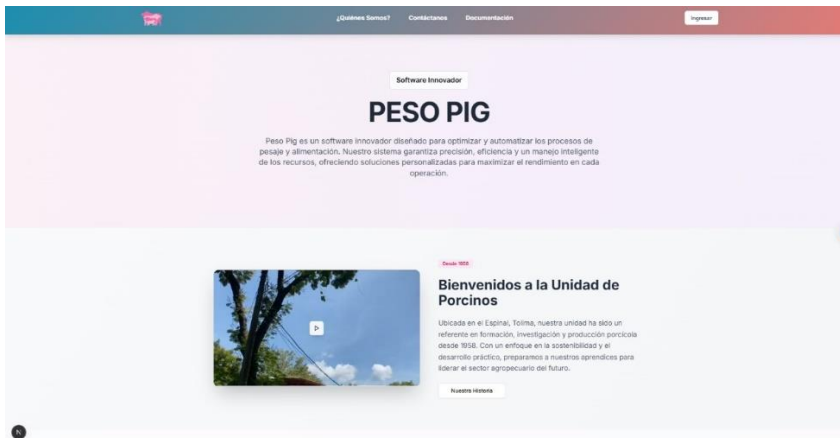 ¿Quiénes Somos? Contáctanos Documentación Ingresar
Software Innovador
PESO PIG
Peso Pig es un software innovador diseñado para optimizar y automatizar los procesos de
pesaje y alimentación. Nuestro sistema garantiza precisión, eficiencia y un manejo inteligente
de los recursos, ofreciendo soluciones personalizadas para maximizar el rendimiento en cada
operación.
Desde 1958
Bienvenidos a la Unidad de
Porcinos
Ubicada en el Espinal, Tolima, nuestra unidad ha sido un
referente en formación, investigación y producción porcícola
desde 1958. Con un enfoque en la sostenibilidad y el
desarrollo práctico, preparamos a nuestros aprendices para
liderar el sector agropecuario del futuro.
Nuestra Historia
N